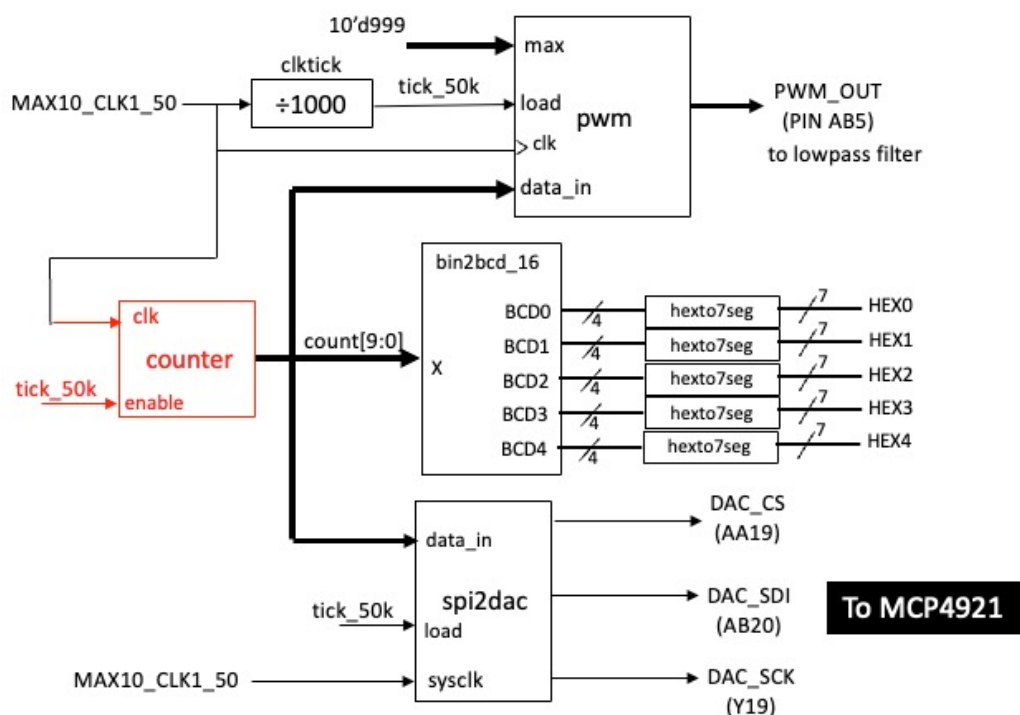 10'd999
clktick
MAX10_CLK1_50
÷1000
tick_50k
max
load
pwm
clk
data_in
PWM_OUT
(PIN AB5)
to lowpass filter
bin2bcd_16
clk
counter
tick_50k
enable
count[9:0]
X
BCD0
4
hexto7seg
7
HEX0
BCD1
4
hexto7seg
7
HEX1
BCD2
4
hexto7seg
7
HEX2
BCD3
4
hexto7seg
7
HEX3
BCD4
4
hexto7seg
7
HEX4
data_in
spi2dac
tick_50k
load
MAX10_CLK1_50
sysclk
DAC_CS
(AA19)
DAC_SDI
(AB20)
DAC_SCK
(Y19)
To MCP4921